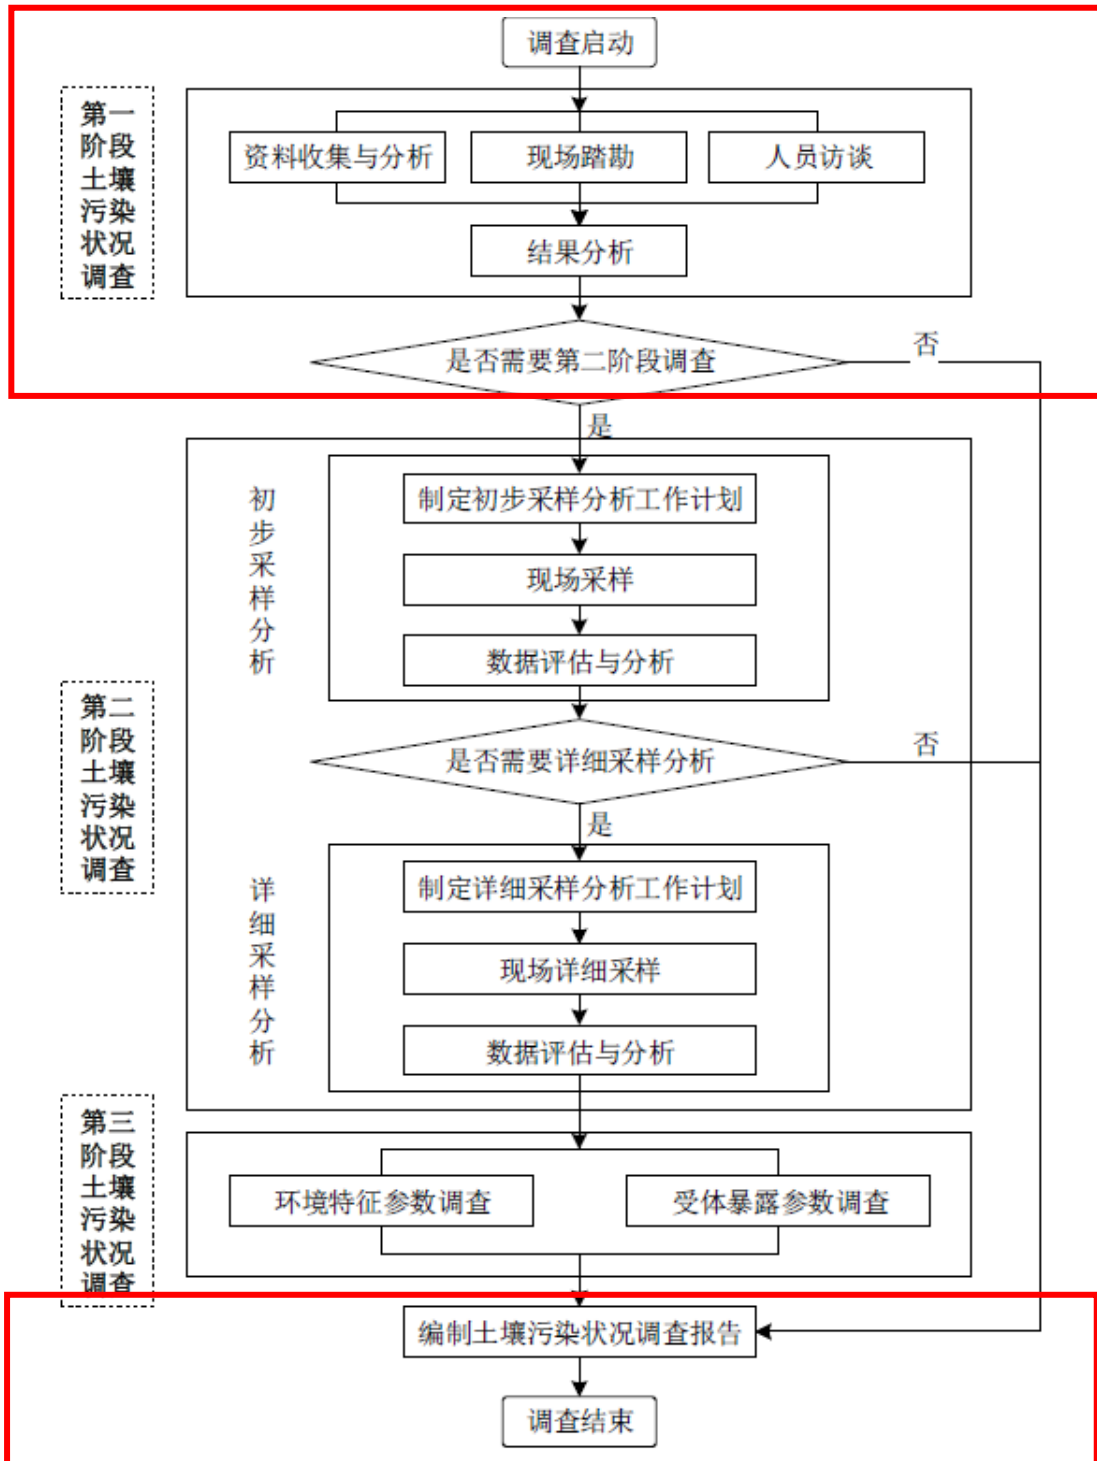 调查启动
第一
阶段
土壤
污染
状况
调查
资料收集与分析
现场踏勘
人员访谈
结果分析
是否需要第二阶段调查
否
是
初
步
采
样
分
析
制定初步采样分析工作计划
现场采样
数据评估与分析
第二
阶段
土壤
污染
状况
调查
是否需要详细采样分析
否
是
详
细
采
样
分
析
制定详细采样分析工作计划
现场详细采样
数据评估与分析
第三
阶段
土壤
污染
状况
调查
环境特征参数调查
受体暴露参数调查
编制土壤污染状况调查报告
调查结束